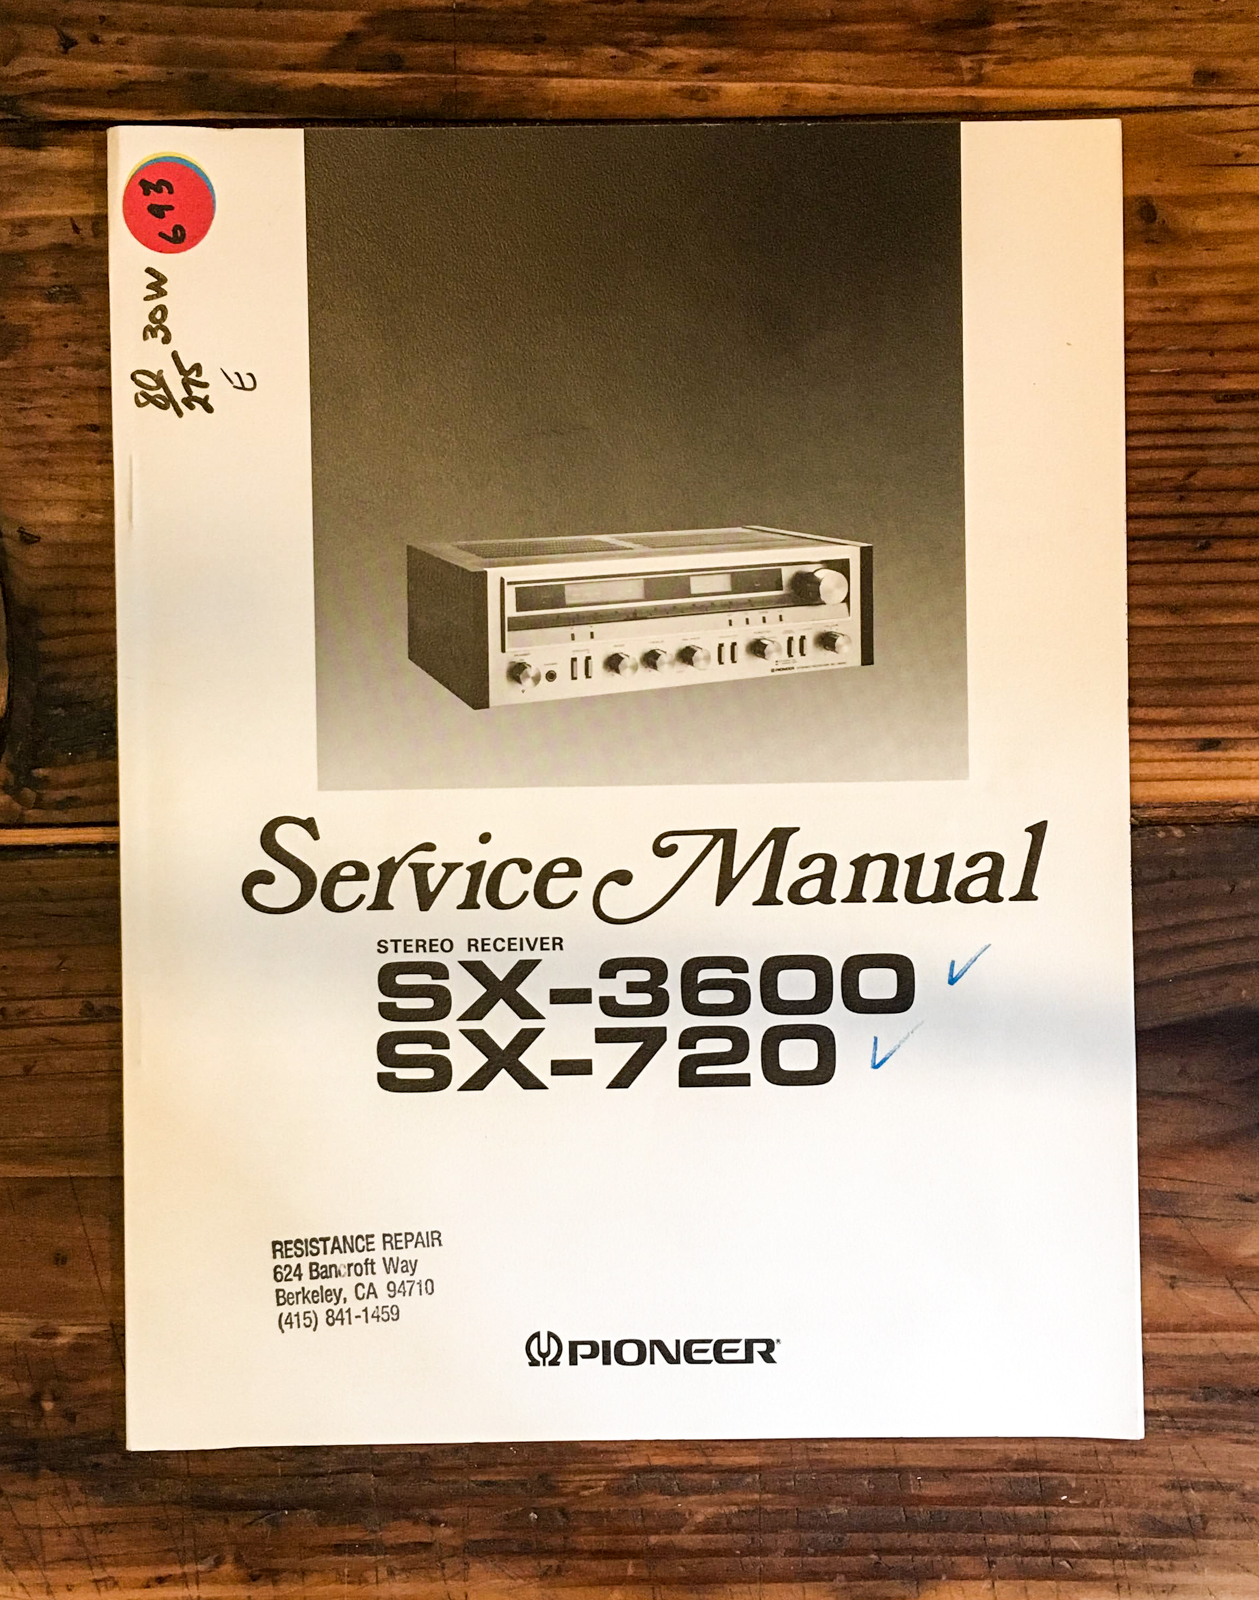 693
30W
8Ω
275
E
Service Manual
STEREO RECEIVER
SX-3600
SX-720
RESISTANCE REPAIR
624 Bancroft Way
Berkeley, CA 94710
(415) 841-1459
PIONEER®